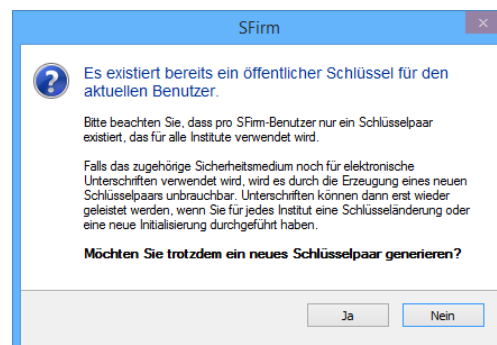 SFirm
Es existiert bereits ein öffentlicher Schlüssel für den
aktuellen Benutzer.
Bitte beachten Sie, dass pro SFirm-Benutzer nur ein Schlüsselpaar
existiert, das für alle Institute verwendet wird.
Falls das zugehörige Sicherheitsmedium noch für elektronische
Unterschriften verwendet wird, wird es durch die Erzeugung eines neuen
Schlüsselpaars unbrauchbar. Unterschriften können dann erst wieder
geleistet werden, wenn Sie für jedes Institut eine Schlüsseländerung oder
eine neue Initialisierung durchgeführt haben.
Möchten Sie trotzdem ein neues Schlüsselpaar generieren?
Ja
Nein